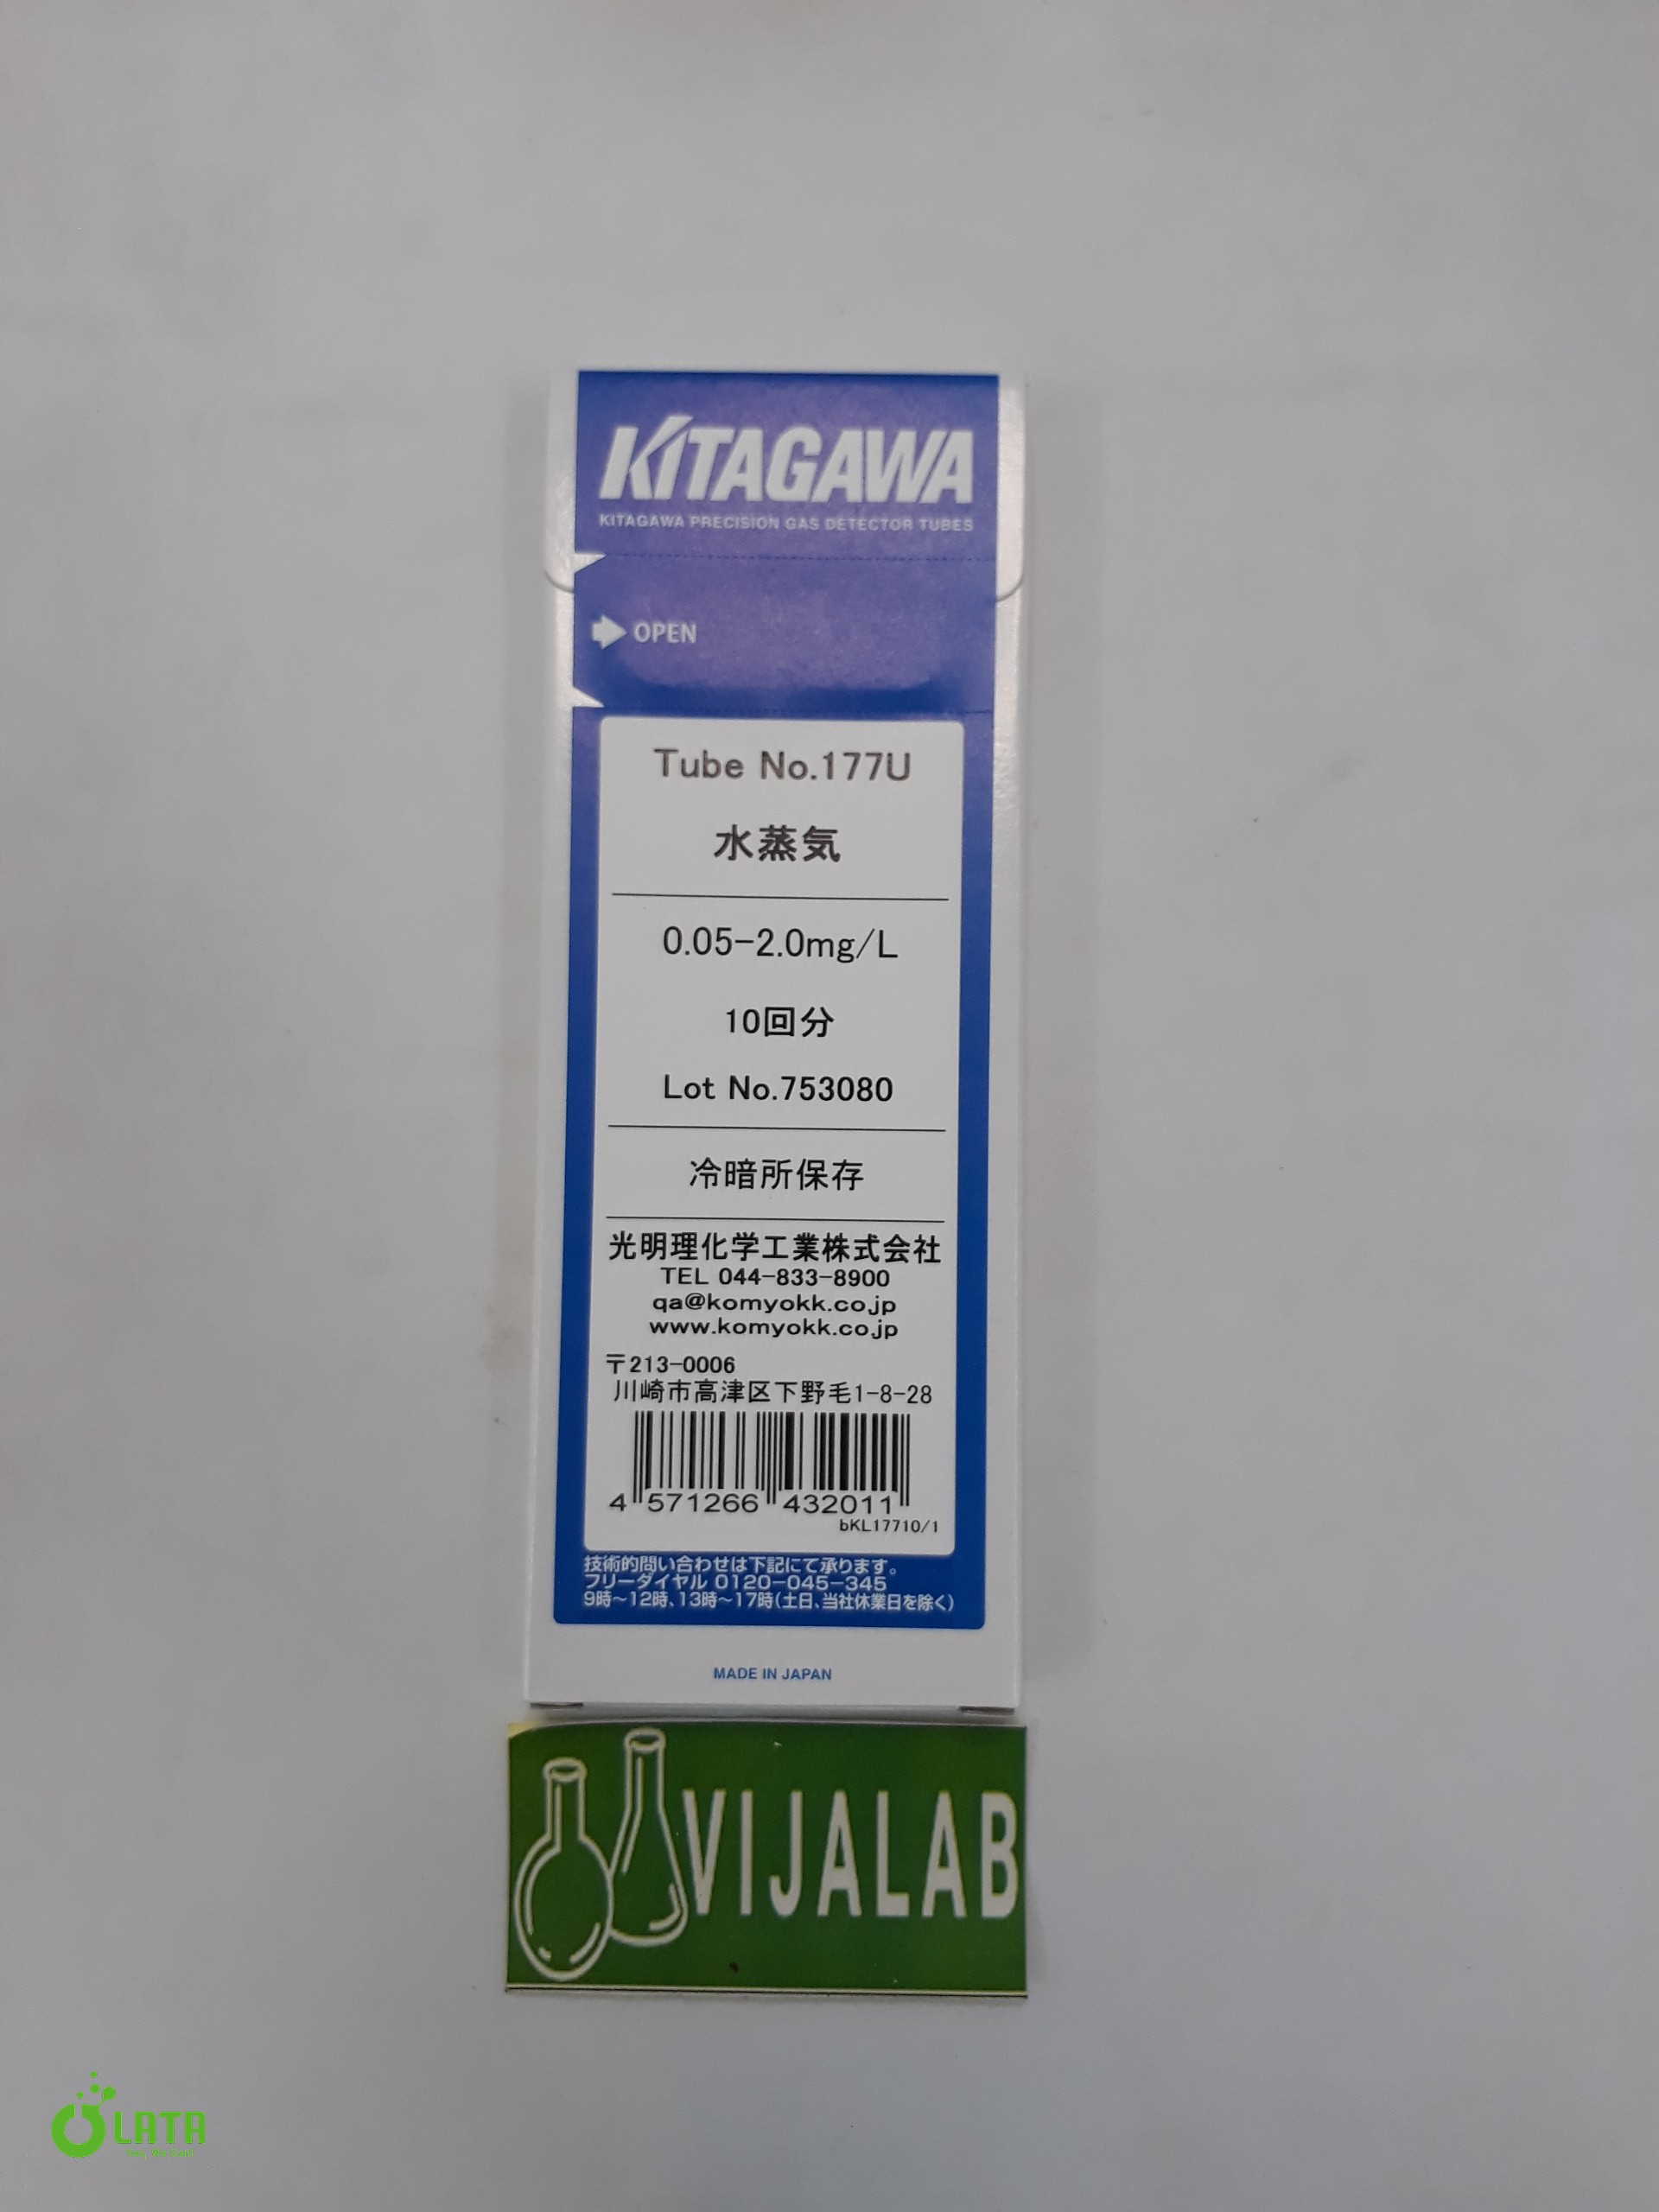 KITAGAWA
KITAGAWA PRECISION GAS DETECTOR TUBES
OPEN
Tube No.177U
水蒸気
0.05-2.0mg/L
10回分
Lot No.753080
冷暗所保存
光明理化学工業株式会社
TEL 044-833-8900
qa@komyokk.co.jp
www.komyokk.co.jp
〒213-0006
川崎市高津区下野毛1-8-28
4 571266 432011
bKL17710/1
技術的問い合わせは下記にて承ります。
フリーダイヤル 0120-045-345
9時~12時、13時~17時(土日、当社休業日を除く)
MADE IN JAPAN
VIJALAB
LATA